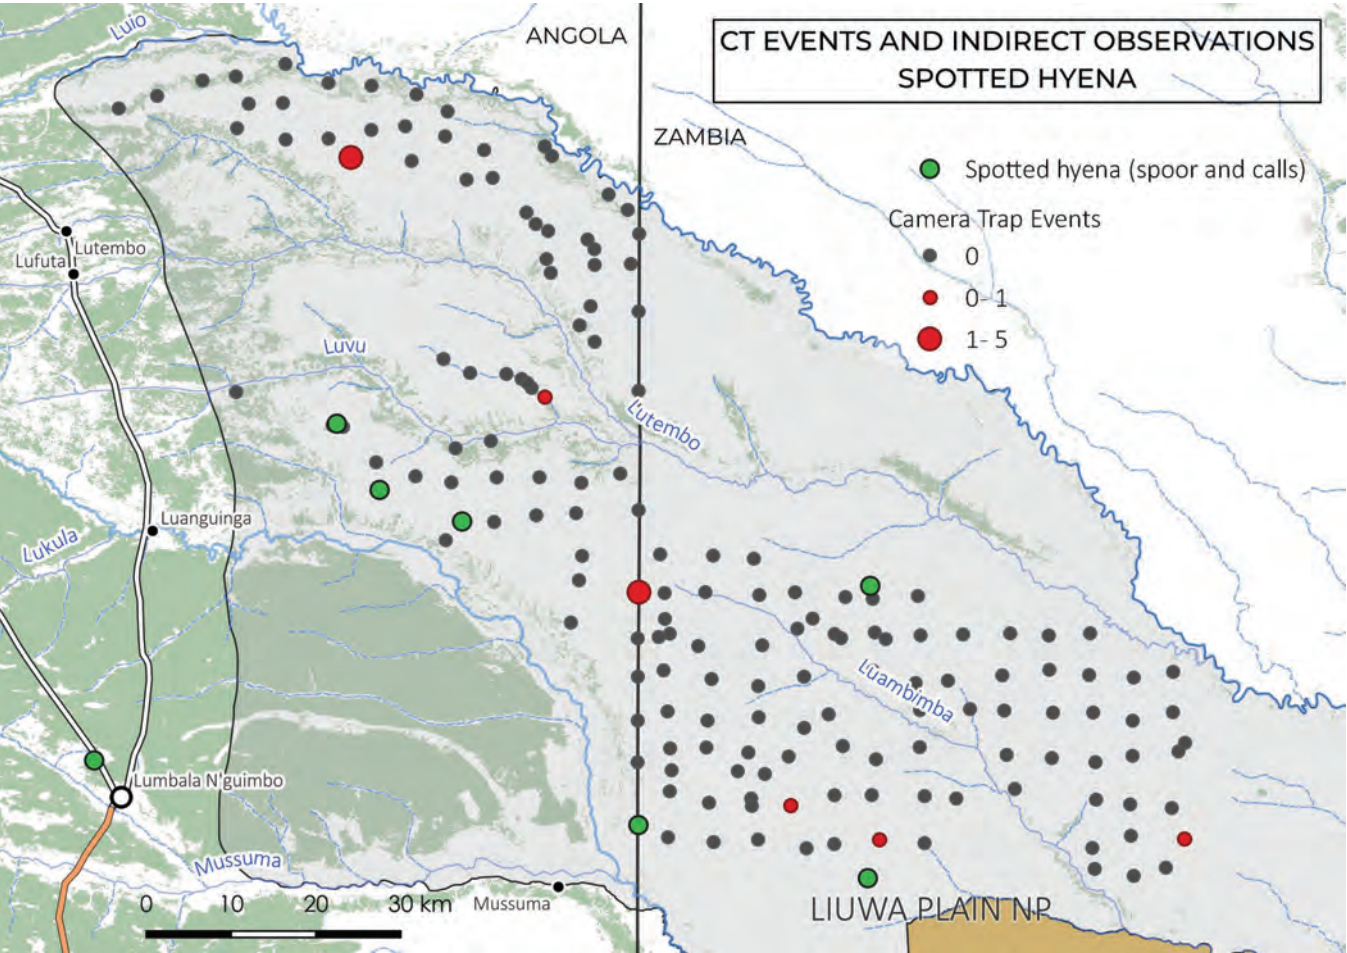 CT EVENTS AND INDIRECT OBSERVATIONS
SPOTTED HYENA
ANGOLA
ZAMBIA
Spotted hyena (spoor and calls)
Camera Trap Events
0
0- 1
1- 5
Luio
Lutembo
Lufuta
Luvu
Lutembo
Luanguinga
Lukula
Luambimba
Lumbala N'guimbo
Mussuma
0 10 20 30 km
Mussuma
LIUWA PLAIN NP